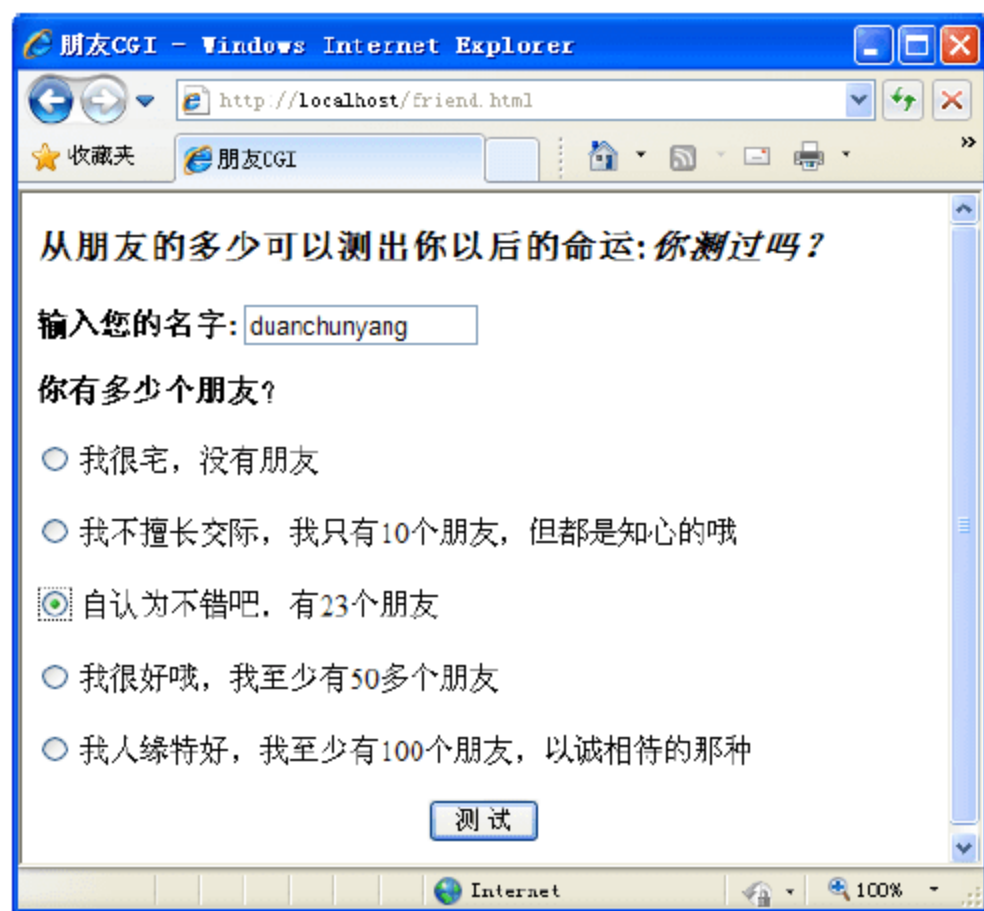 朋友CGI - Windows Internet Explorer
http://localhost/friend.html
收藏夹 朋友CGI »
从朋友的多少可以测出你以后的命运:你测过吗?
输入您的名字: duanchunyang
你有多少个朋友?
我很宅，没有朋友
我不擅长交际，我只有10个朋友，但都是知心的哦
自认为不错吧．有23个朋友
我很好哦，我至少有50多个朋友
我人缘特好，我至少有100个朋友，以诚相待的那种
测 试
Internet 100%